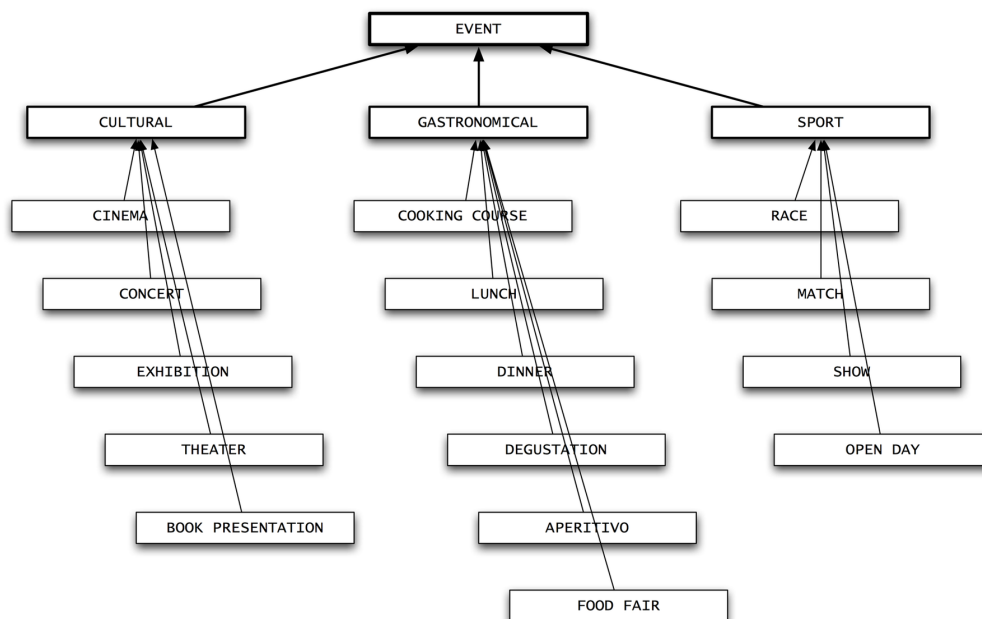 EVENT
CULTURAL
GASTRONOMICAL
SPORT
CINEMA
COOKING COURSE
RACE
CONCERT
LUNCH
MATCH
EXHIBITION
DINNER
SHOW
THEATER
DEGUSTATION
OPEN DAY
BOOK PRESENTATION
APERITIVO
FOOD FAIR